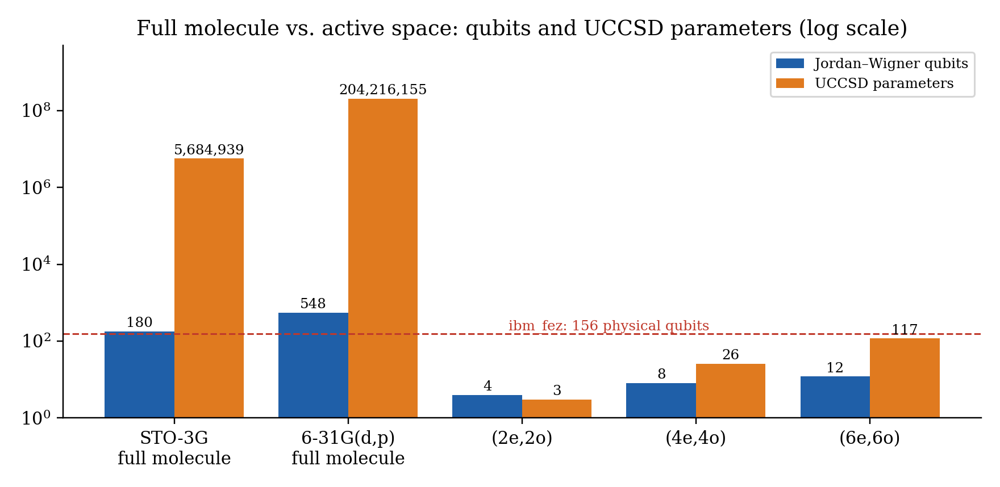 Full molecule vs. active space: qubits and UCCSD parameters (log scale)
Jordan–Wigner qubits
UCCSD parameters
10⁸
10⁶
10⁴
10²
10⁰
180
5,684,939
548
204,216,155
4
3
8
26
12
117
ibm_fez: 156 physical qubits
STO-3G
full molecule
6-31G(d,p)
full molecule
(2e,2o)
(4e,4o)
(6e,6o)